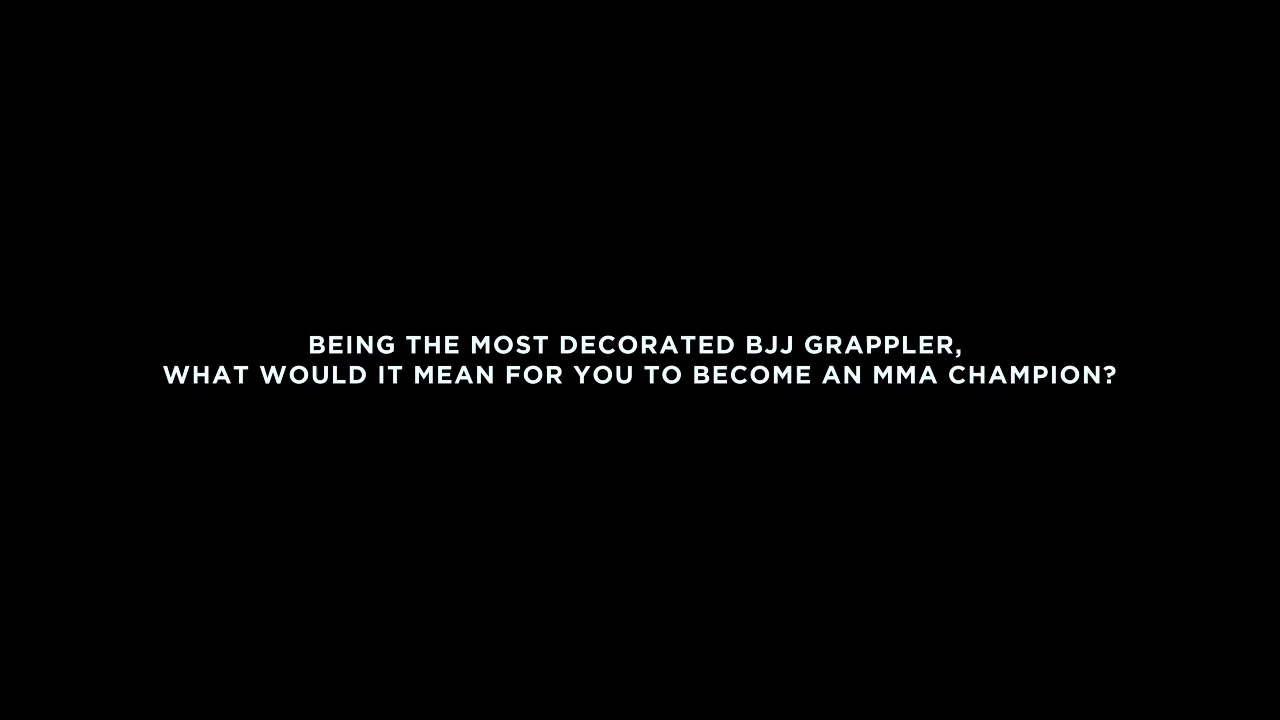 BEING THE MOST DECORATED BJJ GRAPPLER,
WHAT WOULD IT MEAN FOR YOU TO BECOME AN MMA CHAMPION?